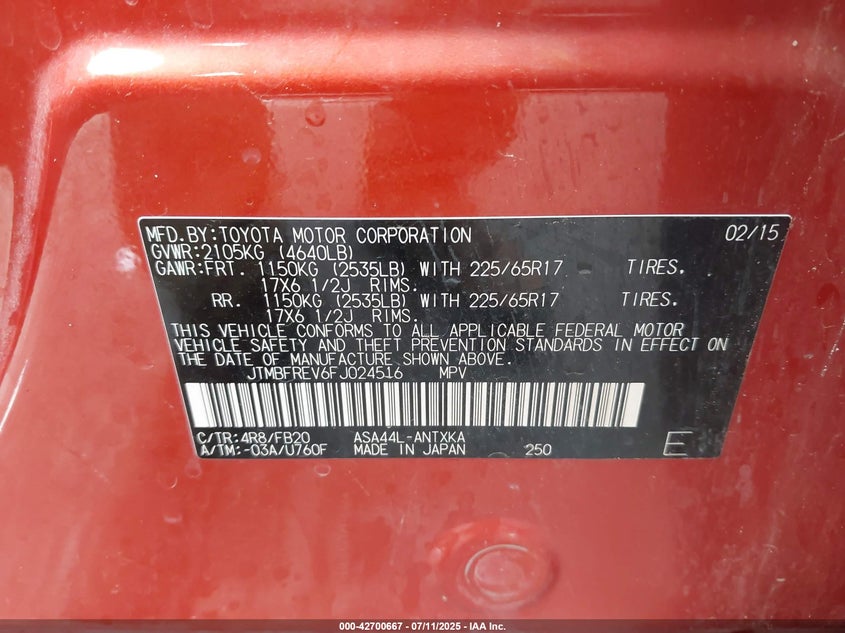 MFD.BY:TOYOTA MOTOR CORPORATION 02/15
GVWR:2105KG (4640LB)
GAWR:FRT. 1150KG (2535LB) WITH 225/65R17 TIRES.
17X6 1/2J RIMS.
RR. 1150KG (2535LB) WITH 225/65R17 TIRES.
17X6 1/2J RIMS.
THIS VEHICLE CONFORMS TO ALL APPLICABLE FEDERAL MOTOR
VEHICLE SAFETY AND THEFT PREVENTION STANDARDS IN EFFECT ON
THE DATE OF MANUFACTURE SHOWN ABOVE.
JTMBFREV6FJ024516 MPV
C/TR:4R8/FB20 ASA44L-ANTXKA
A/TM:-03A/U760F MADE IN JAPAN 250 E
000-42700667 - 07/11/2025 - IAA Inc.